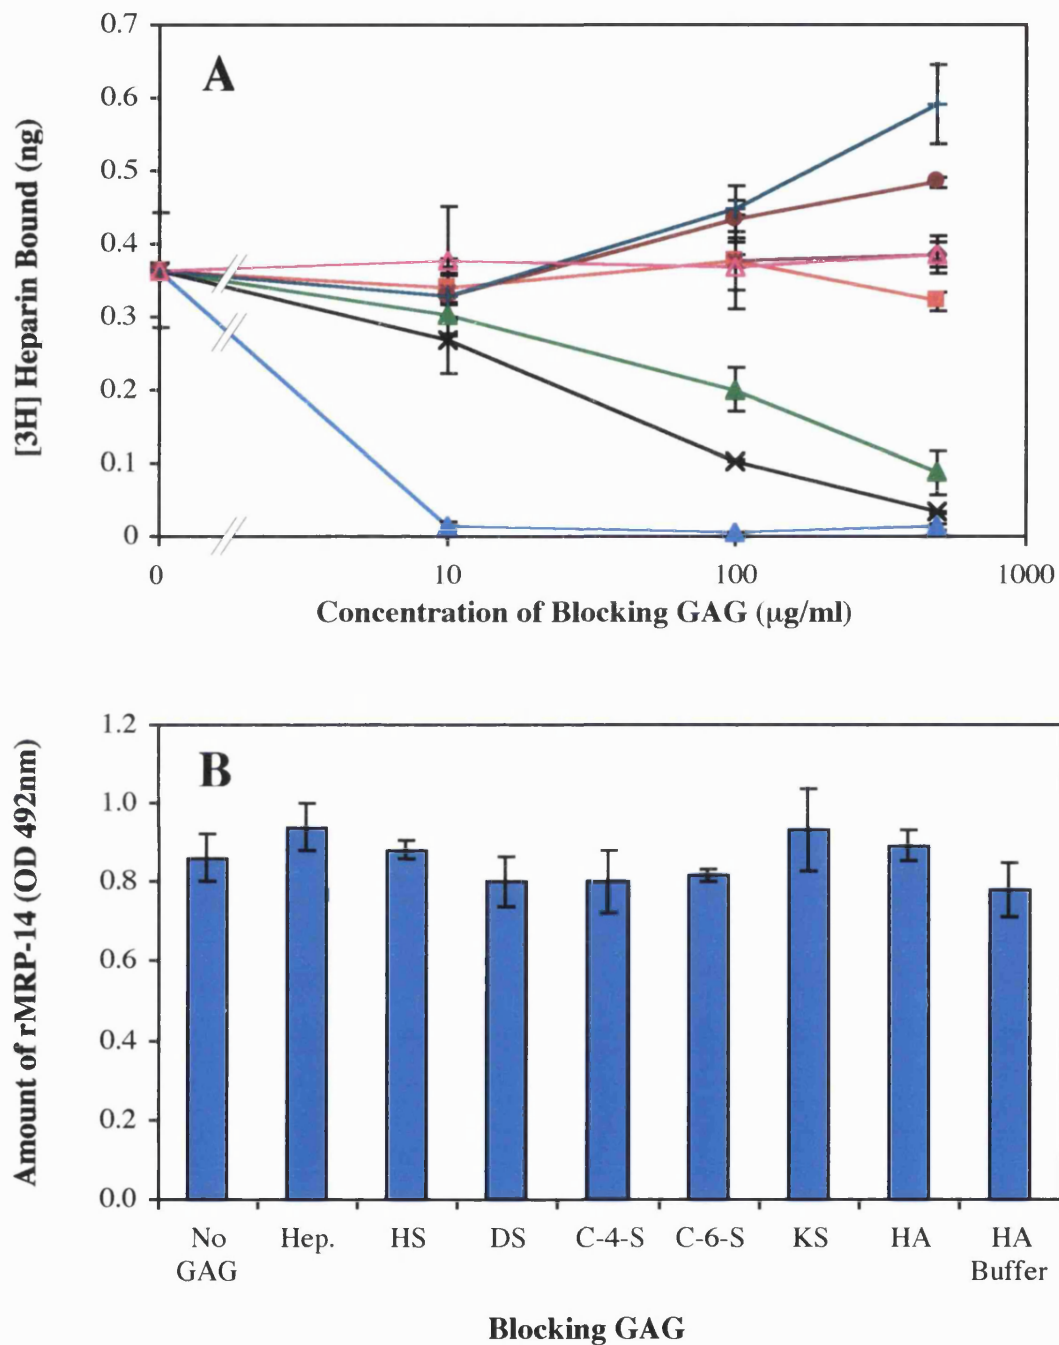 A
[3H] Heparin Bound (ng)
0.7
0.6
0.5
0.4
0.3
0.2
0.1
0
0 10 100 1000
Concentration of Blocking GAG (µg/ml)
B
Amount of rMRP-14 (OD 492nm)
1.2
1.0
0.8
0.6
0.4
0.2
0.0
No GAG
Hep.
HS
DS
C-4-S
C-6-S
KS
HA
HA Buffer
Blocking GAG